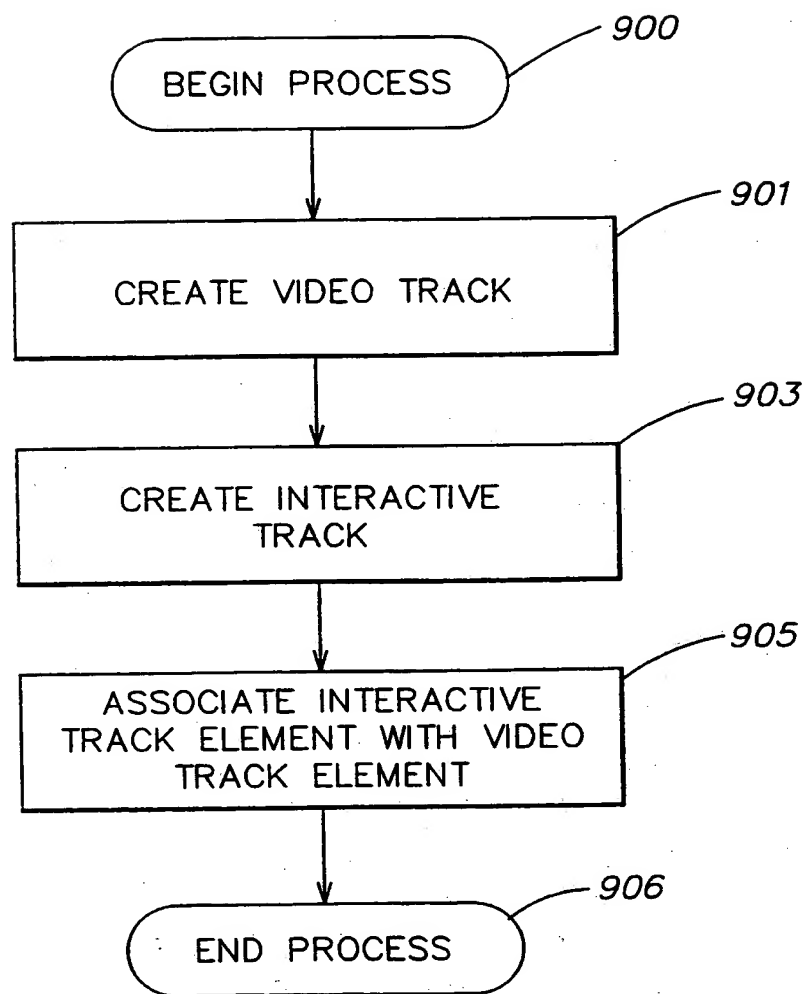 900
BEGIN PROCESS
901
CREATE VIDEO TRACK
903
CREATE INTERACTIVE
TRACK
905
ASSOCIATE INTERACTIVE
TRACK ELEMENT WITH VIDEO
TRACK ELEMENT
906
END PROCESS